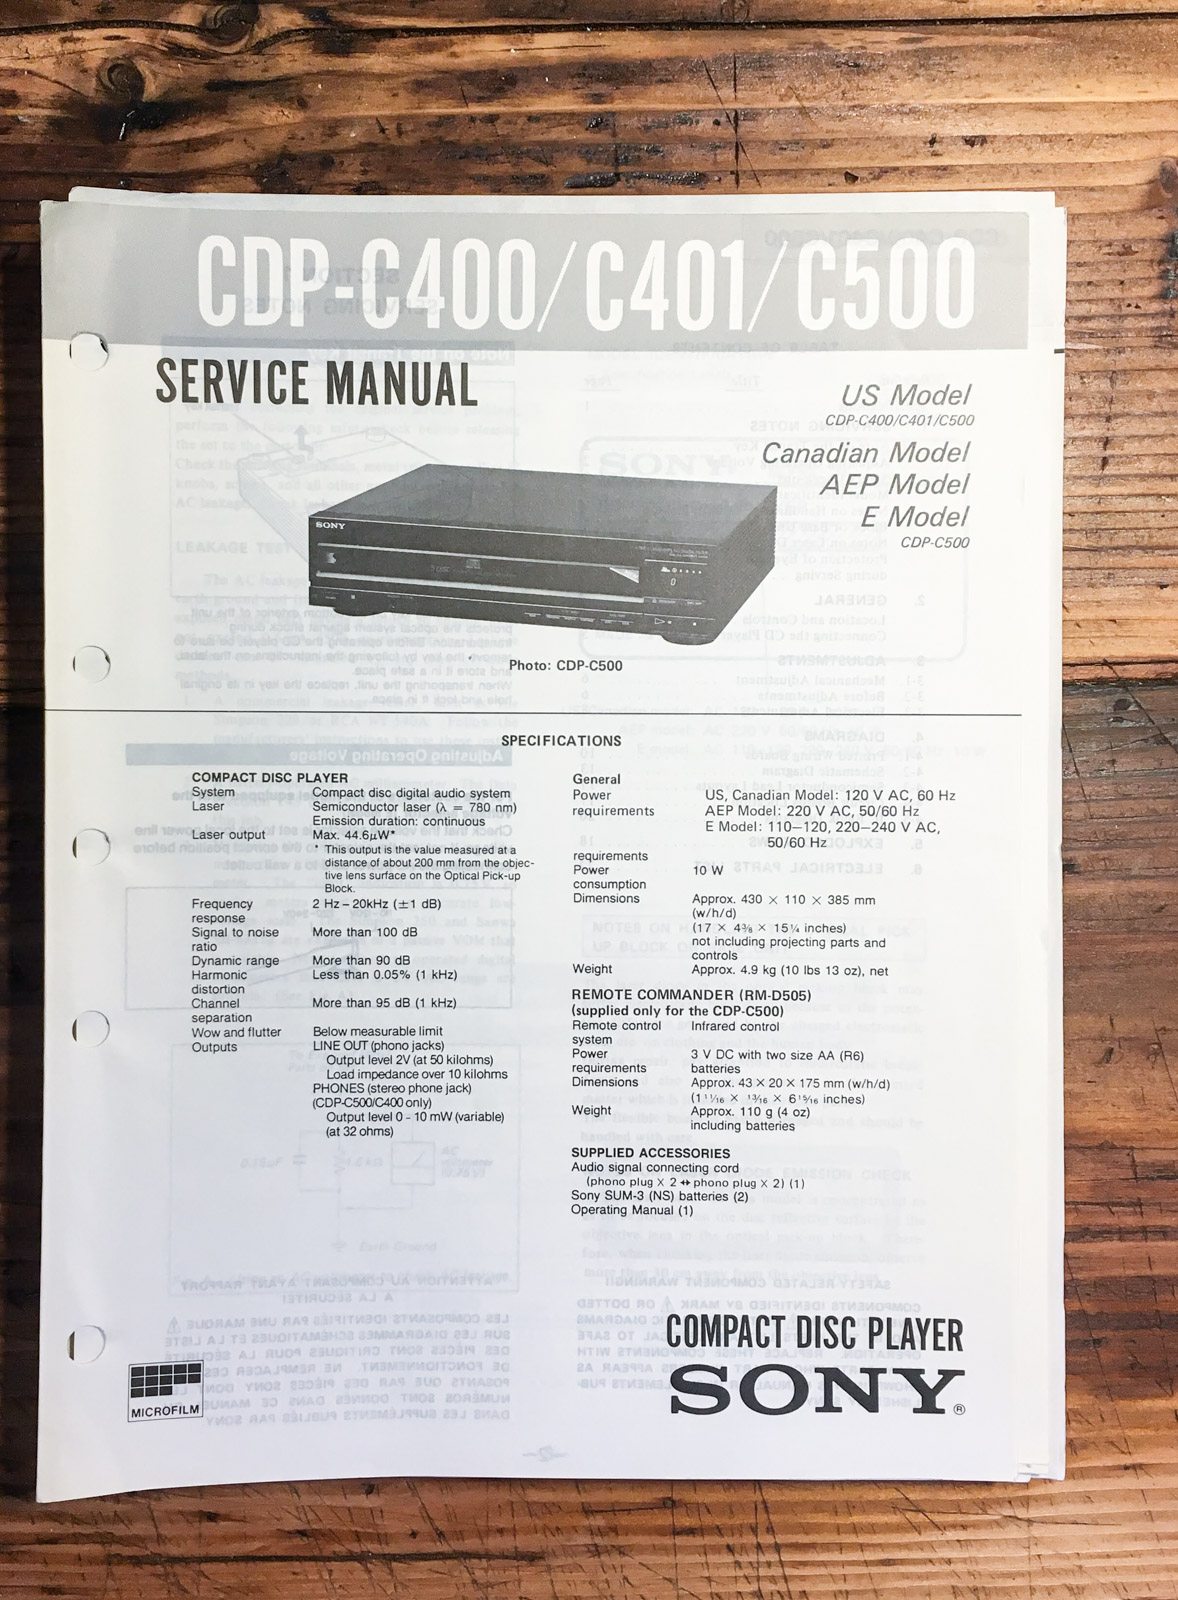 CDP-C400/C401/C500
SERVICE MANUAL
US Model
CDP-C400/C401/C500
Canadian Model
AEP Model
E Model
CDP-C500
SONY
Photo: CDP-C500
SPECIFICATIONS
COMPACT DISC PLAYER
System Compact disc digital audio system
Laser Semiconductor laser (λ = 780 nm)
Emission duration: continuous
Laser output Max. 44.6μW*
* This output is the value measured at a
distance of about 200 mm from the objec-
tive lens surface on the Optical Pick-up
Block.
Frequency 2 Hz – 20kHz (±1 dB)
response
Signal to noise More than 100 dB
ratio
Dynamic range More than 90 dB
Harmonic Less than 0.05% (1 kHz)
distortion
Channel More than 95 dB (1 kHz)
separation
Wow and flutter Below measurable limit
Outputs LINE OUT (phono jacks)
Output level 2V (at 50 kilohms)
Load impedance over 10 kilohms
PHONES (stereo phone jack)
(CDP-C500/C400 only)
Output level 0 - 10 mW (variable)
(at 32 ohms)
General
Power US, Canadian Model: 120 V AC, 60 Hz
requirements AEP Model: 220 V AC, 50/60 Hz
E Model: 110–120, 220–240 V AC,
50/60 Hz
requirements
Power 10 W
consumption
Dimensions Approx. 430 × 110 × 385 mm
(w/h/d)
(17 × 4⅜ × 15¼ inches)
not including projecting parts and
controls
Weight Approx. 4.9 kg (10 lbs 13 oz), net
REMOTE COMMANDER (RM-D505)
(supplied only for the CDP-C500)
Remote control Infrared control
system
Power 3 V DC with two size AA (R6)
requirements batteries
Dimensions Approx. 43 × 20 × 175 mm (w/h/d)
(1 11/16 × 13/16 × 6 15/16 inches)
Weight Approx. 110 g (4 oz)
including batteries
SUPPLIED ACCESSORIES
Audio signal connecting cord
(phono plug × 2 ↔ phono plug × 2) (1)
Sony SUM-3 (NS) batteries (2)
Operating Manual (1)
COMPACT DISC PLAYER
SONY®
MICROFILM